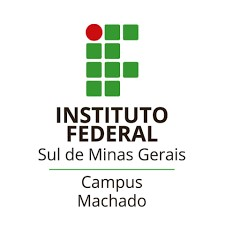 INSTITUTO
FEDERAL
Sul de Minas Gerais
Campus
Machado